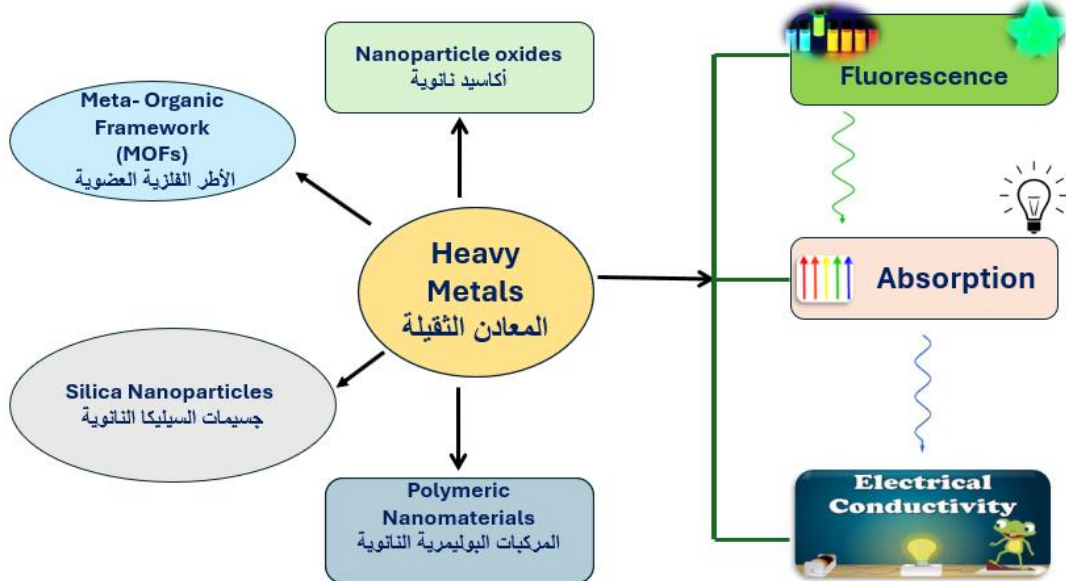 Nanoparticle oxides
أكاسيد نانوية
Meta- Organic
Framework
(MOFs)
الأطر الفلزية العضوية
Heavy
Metals
المعادن الثقيلة
Silica Nanoparticles
جسيمات السيليكا النانوية
Polymeric
Nanomaterials
المركبات البوليمرية النانوية
Fluorescence
Absorption
Electrical
Conductivity